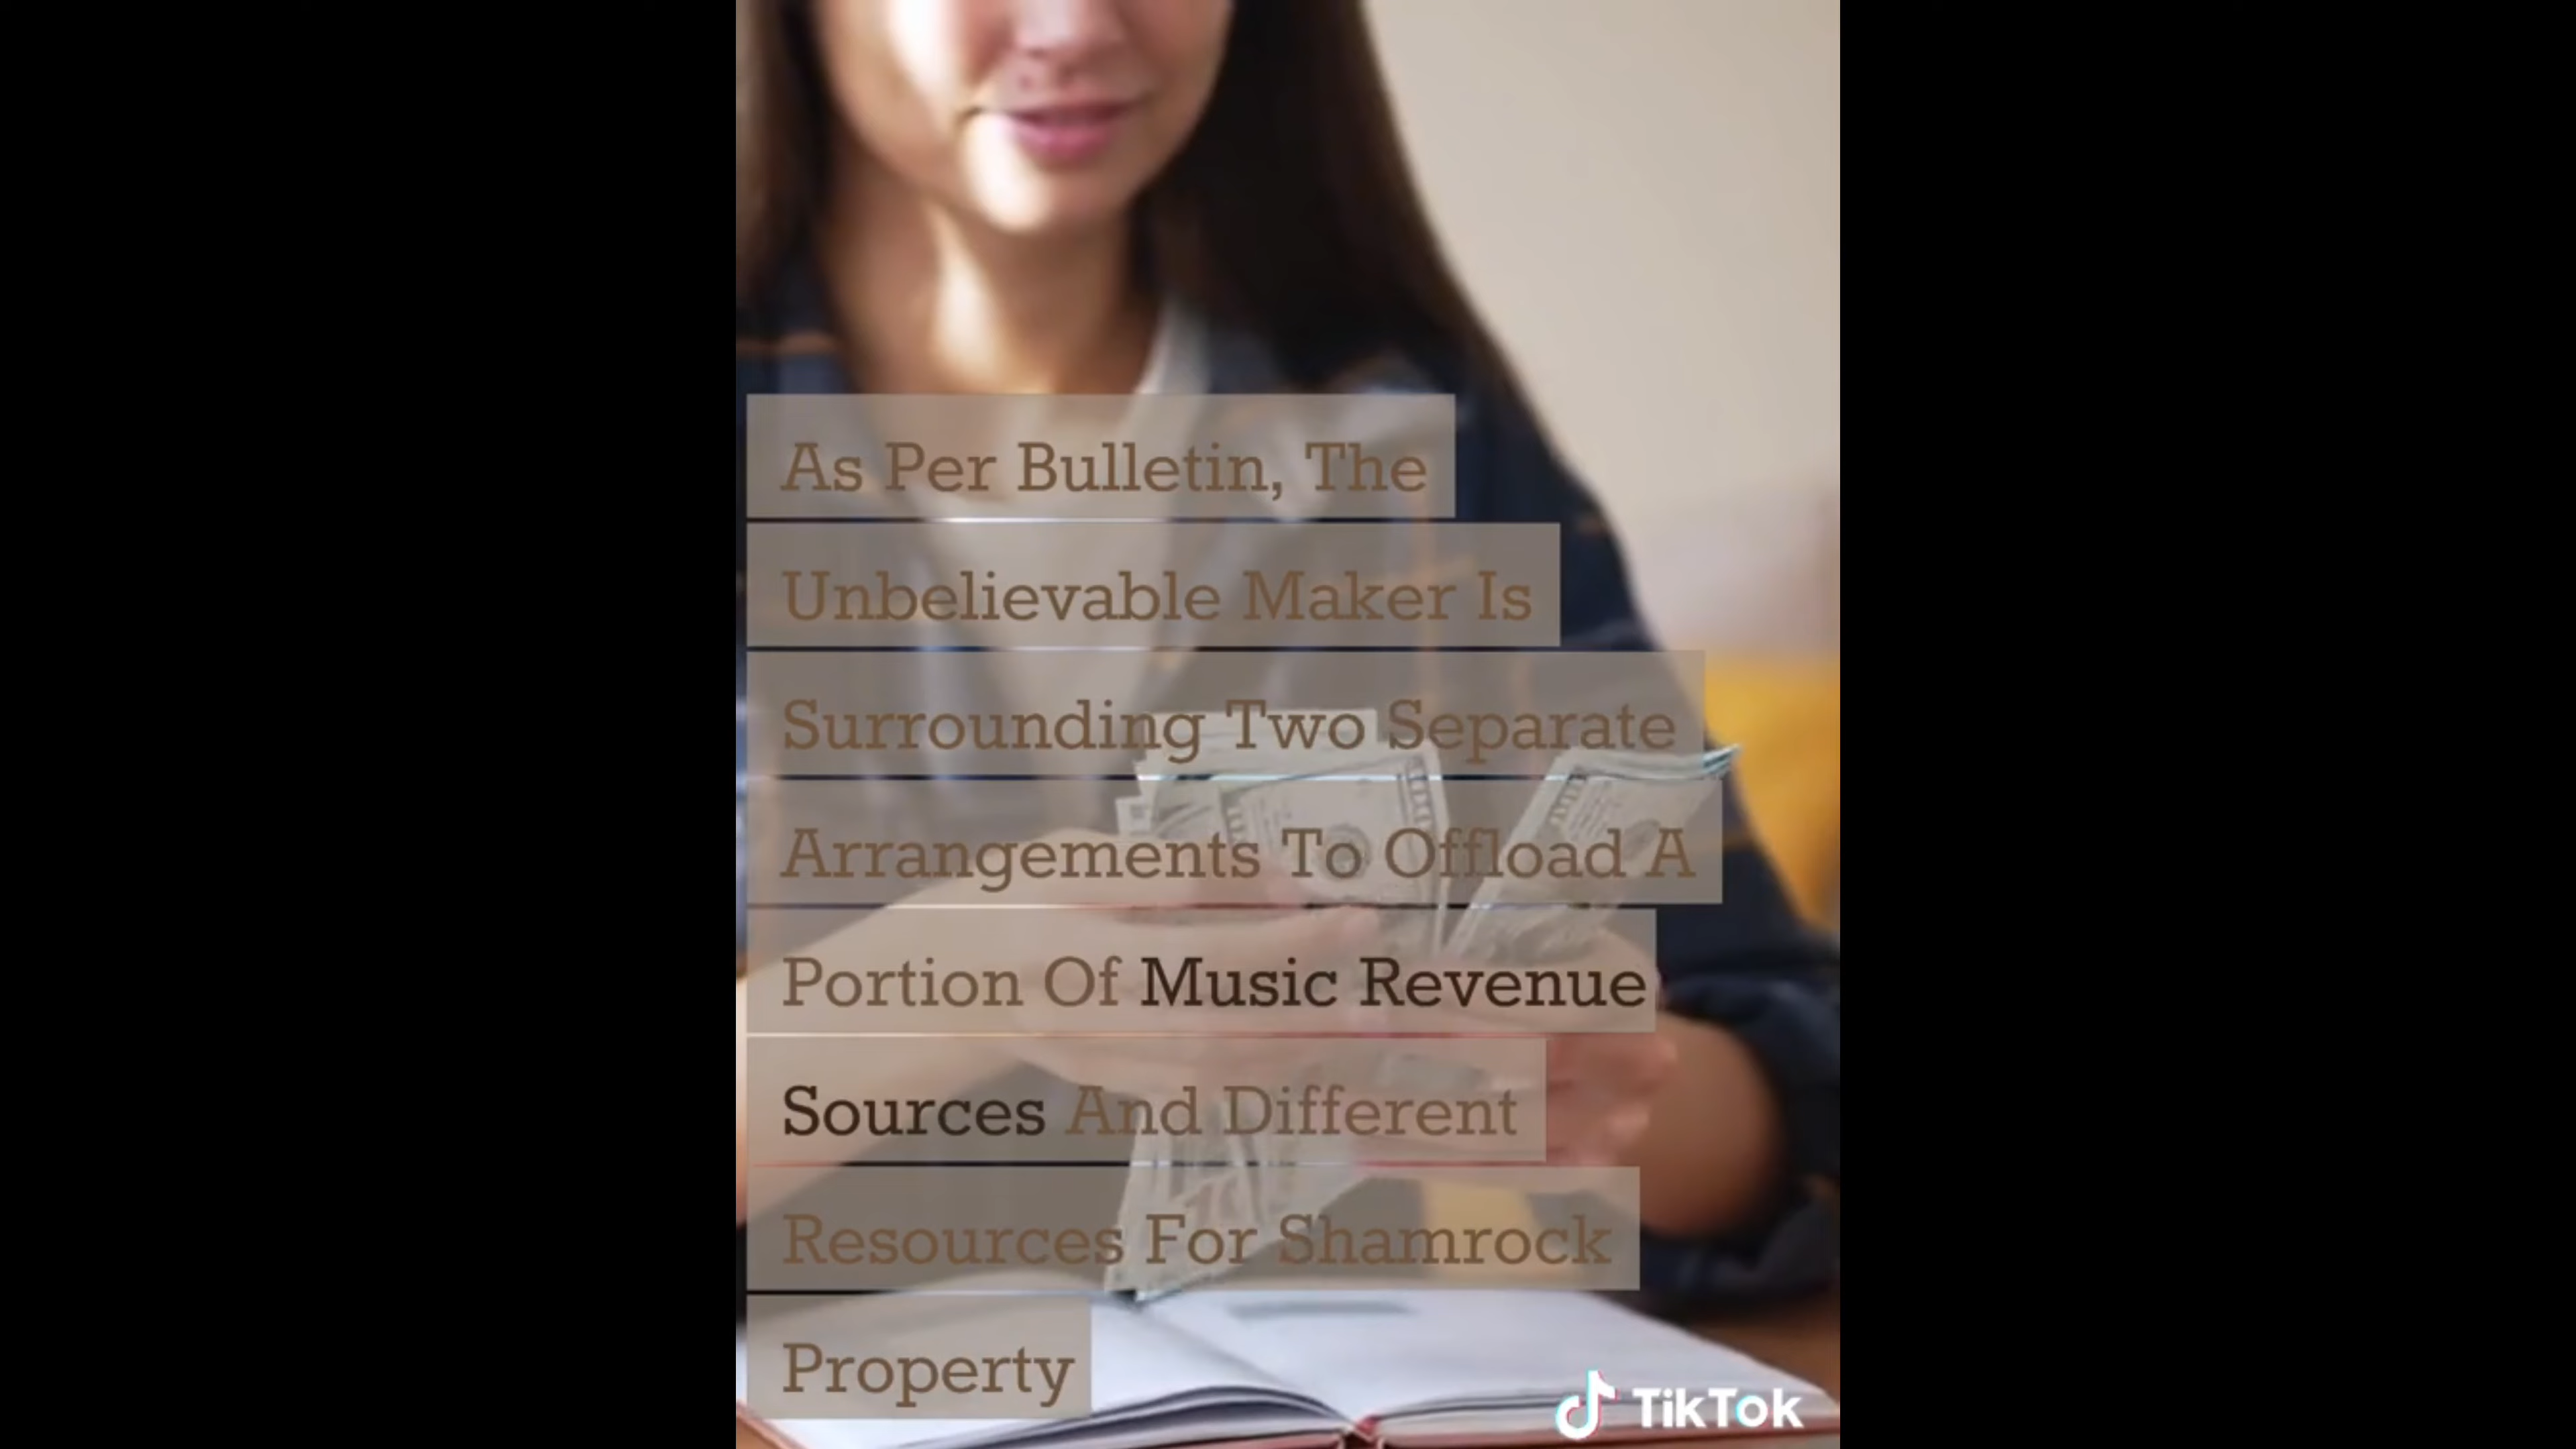 As Per Bulletin, The
Unbelievable Maker Is
Surrounding Two Separate
Arrangements To Offload A
Portion Of Music Revenue
Sources And Different
Resources For Shamrock
Property
TikTok